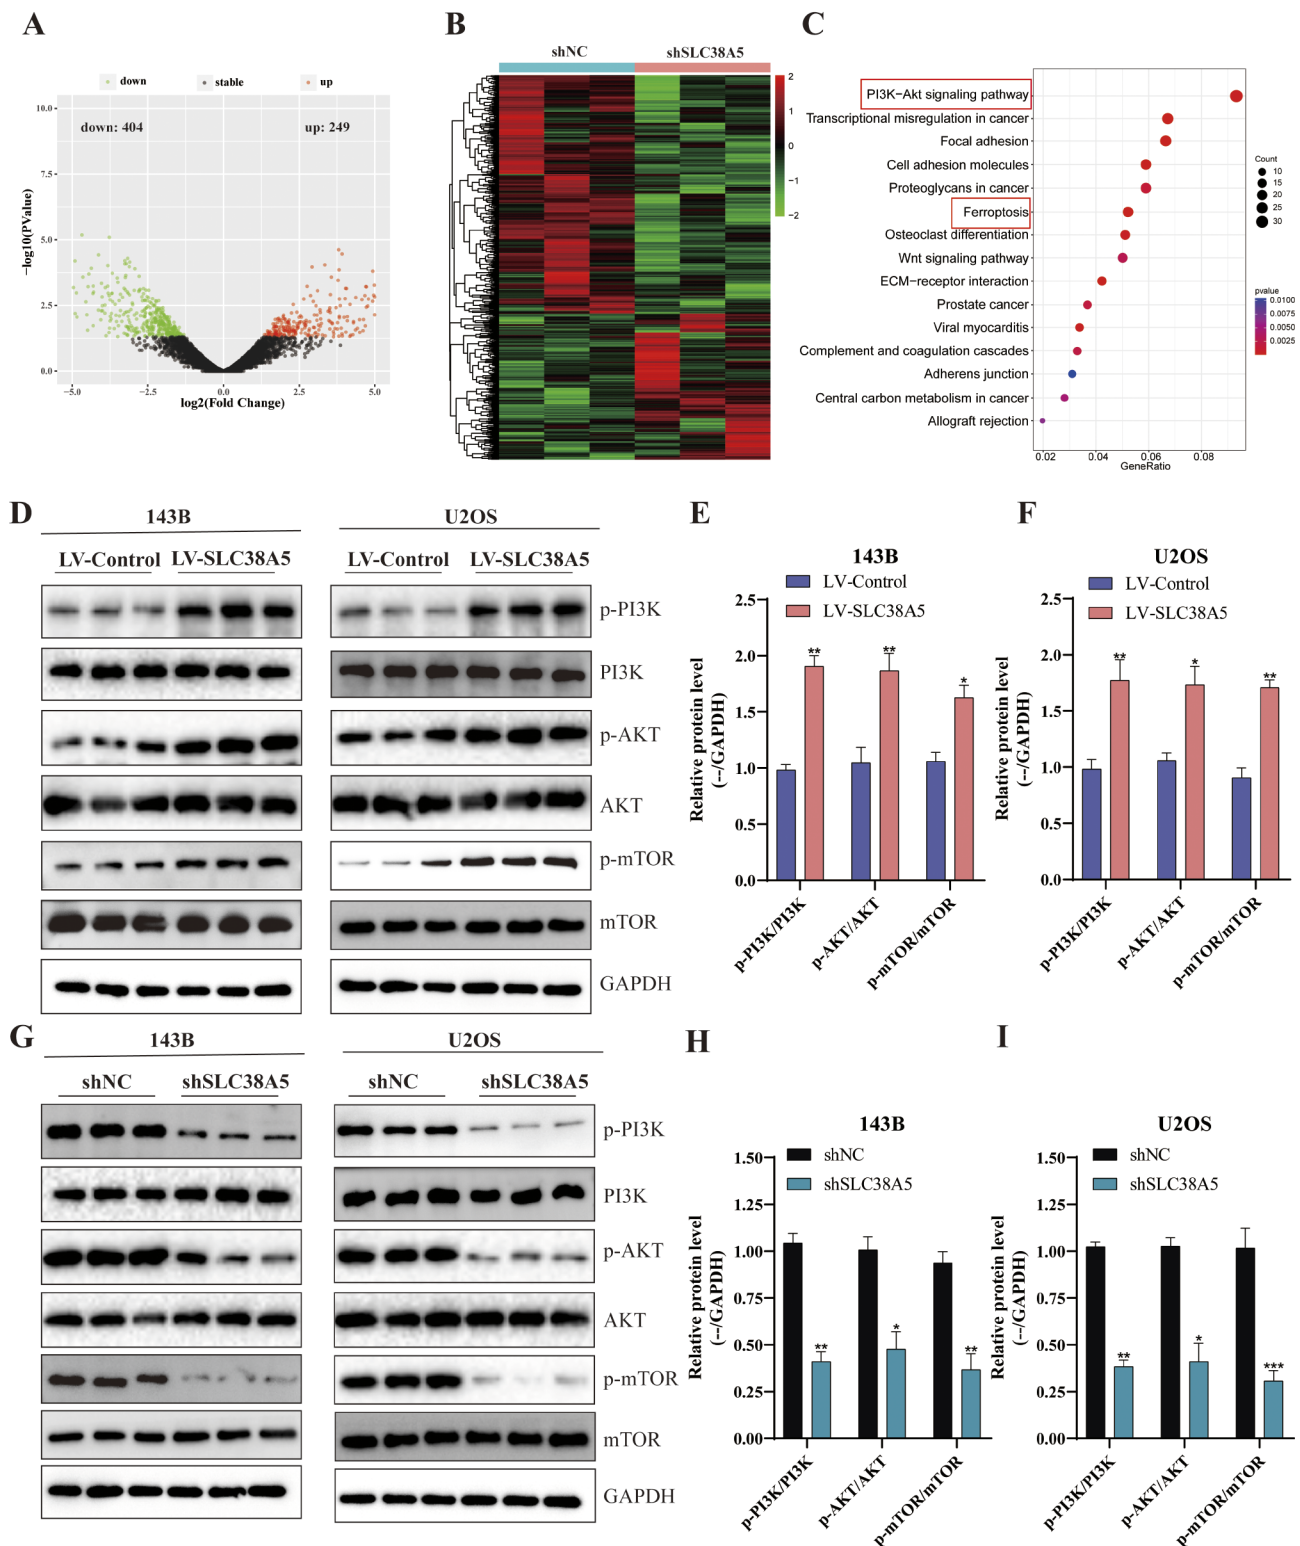 A
down
stable
up
10.0
7.5
5.0
2.5
0.0
down: 404
up: 249
−log10(PValue)
−5.0
−2.5
0.0
2.5
5.0
log2(Fold Change)
B
shNC
shSLC38A5
2
1
0
−1
−2
C
PI3K−Akt signaling pathway
Transcriptional misregulation in cancer
Focal adhesion
Cell adhesion molecules
Proteoglycans in cancer
Ferroptosis
Osteoclast differentiation
Wnt signaling pathway
ECM−receptor interaction
Prostate cancer
Viral myocarditis
Complement and coagulation cascades
Adherens junction
Central carbon metabolism in cancer
Allograft rejection
0.02
0.04
0.06
0.08
GeneRatio
Count
10
15
20
25
30
pvalue
0.0100
0.0075
0.0050
0.0025
D
143B
U2OS
LV-Control
LV-SLC38A5
LV-Control
LV-SLC38A5
p-PI3K
PI3K
p-AKT
AKT
p-mTOR
mTOR
GAPDH
E
143B
LV-Control
LV-SLC38A5
Relative protein level
(--/GAPDH)
2.5
2.0
1.5
1.0
0.5
0.0
**
**
*
p-PI3K/PI3K
p-AKT/AKT
p-mTOR/mTOR
F
U2OS
LV-Control
LV-SLC38A5
Relative protein level
(--/GAPDH)
2.5
2.0
1.5
1.0
0.5
0.0
**
*
**
p-PI3K/PI3K
p-AKT/AKT
p-mTOR/mTOR
G
143B
U2OS
shNC
shSLC38A5
shNC
shSLC38A5
p-PI3K
PI3K
p-AKT
AKT
p-mTOR
mTOR
GAPDH
H
143B
shNC
shSLC38A5
Relative protein level
(--/GAPDH)
1.50
1.25
1.00
0.75
0.50
0.25
0.00
**
*
**
p-PI3K/PI3K
p-AKT/AKT
p-mTOR/mTOR
I
U2OS
shNC
shSLC38A5
Relative protein level
(--/GAPDH)
1.50
1.25
1.00
0.75
0.50
0.25
0.00
**
*
***
p-PI3K/PI3K
p-AKT/AKT
p-mTOR/mTOR